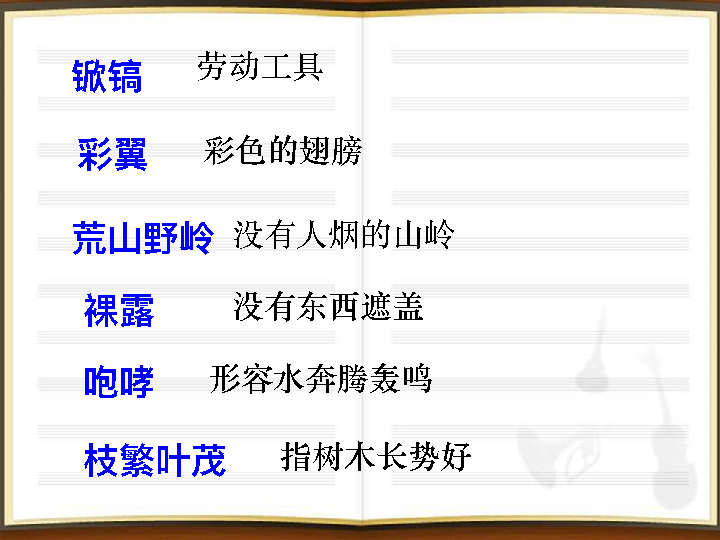 锨镐 劳动工具
彩翼 彩色的翅膀
荒山野岭 没有人烟的山岭
裸露 没有东西遮盖
咆哮 形容水奔腾轰鸣
枝繁叶茂 指树木长势好